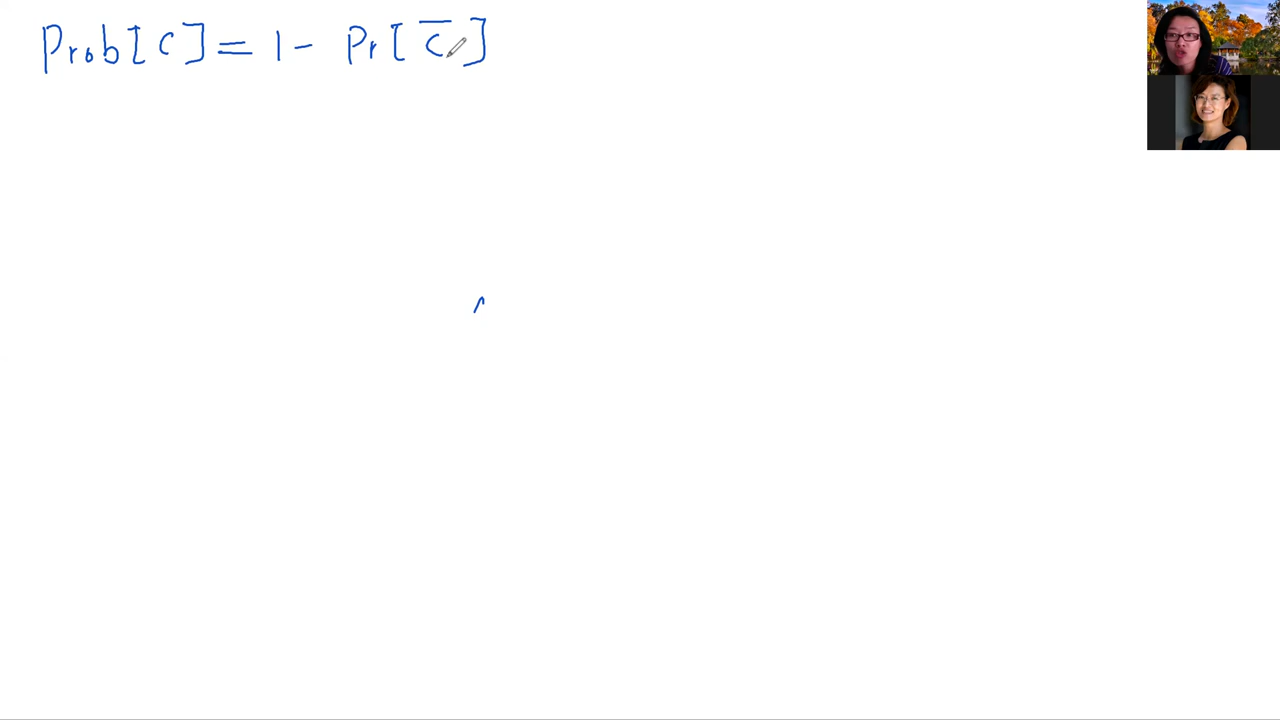 Prob[C] = 1 - Pr[C̅]